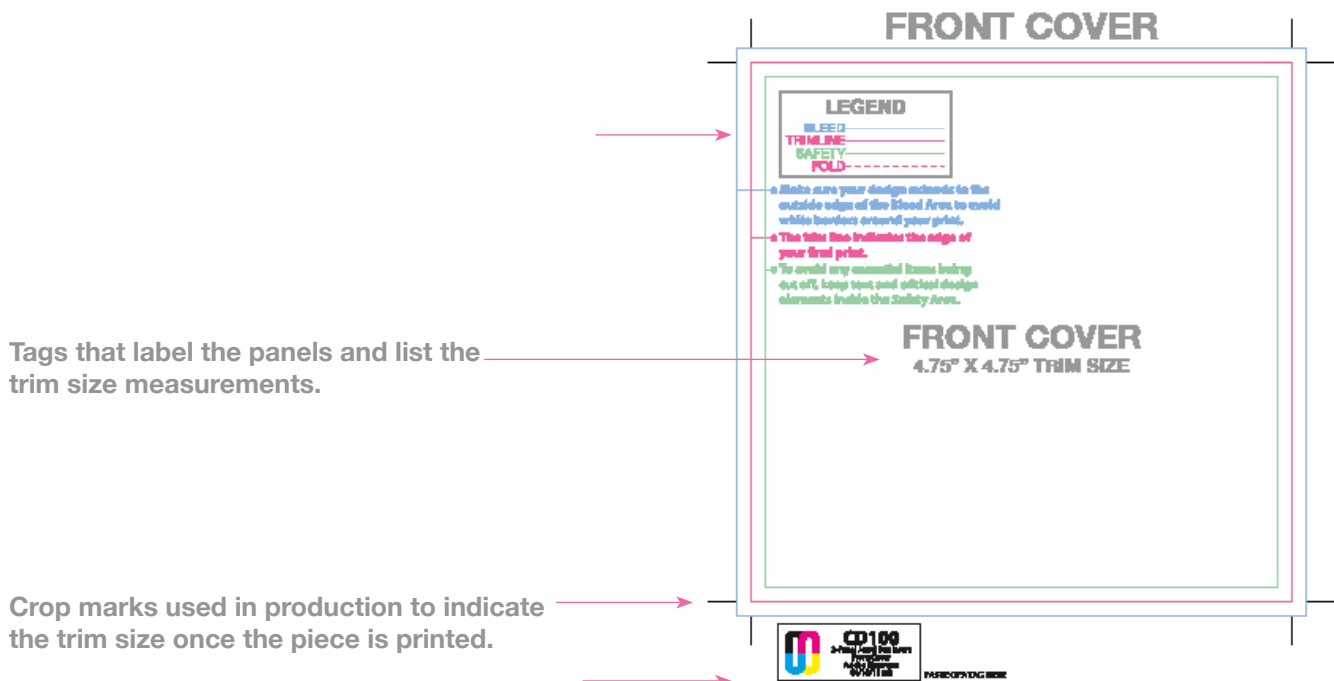 FRONT COVER
LEGEND
BLEED
TRIMLINE
SAFETY
FOLD
Make sure your design extends to the
outside edge of the Bleed Area to avoid
white borders around your print.
The trim line indicates the edge of
your final print.
To avoid any essential items being
cut off, keep text and critical design
elements inside the Safety Area.
Tags that label the panels and list the
trim size measurements.
FRONT COVER
4.75" X 4.75" TRIM SIZE
Crop marks used in production to indicate
the trim size once the piece is printed.
CD100